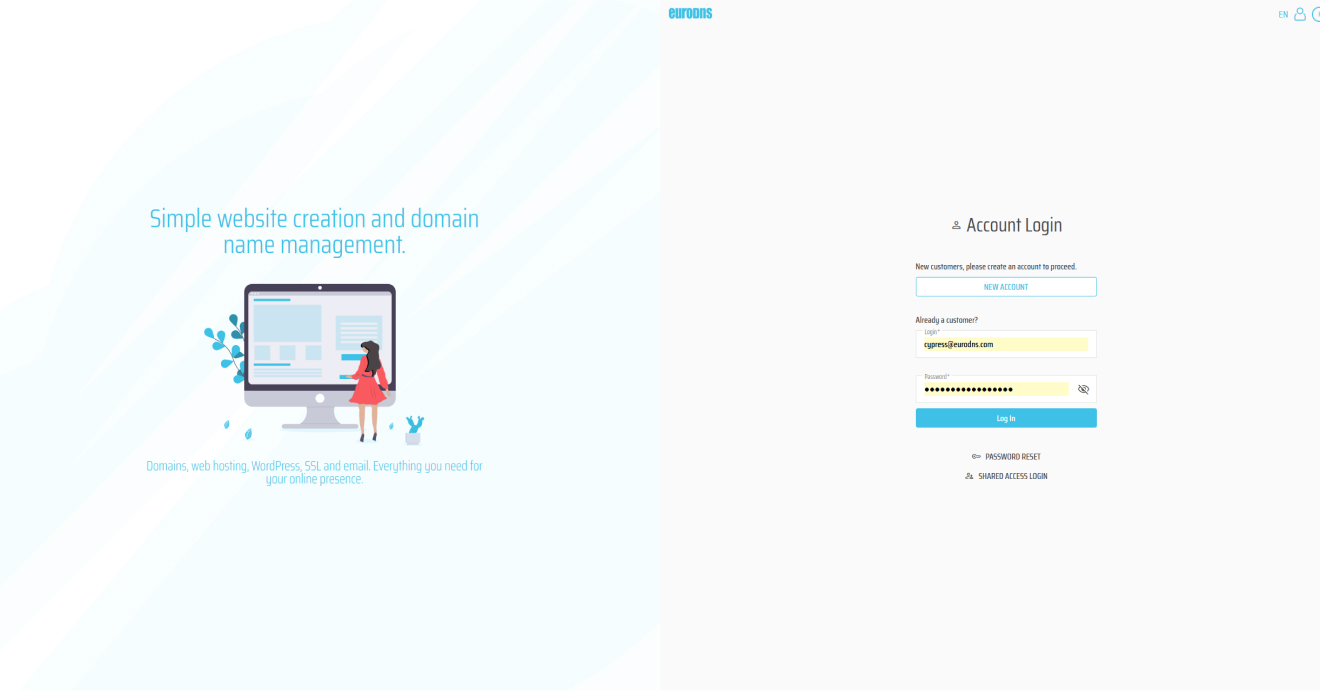 Simple website creation and domain
name management.
Domains, web hosting, WordPress, SSL and email. Everything you need for
your online presence.
euroDNS
EN
Account Login
New customers, please create an account to proceed.
NEW ACCOUNT
Already a customer?
Login*
cypress@eurodns.com
Password*
•••••••••••••••••
Log In
PASSWORD RESET
SHARED ACCESS LOGIN